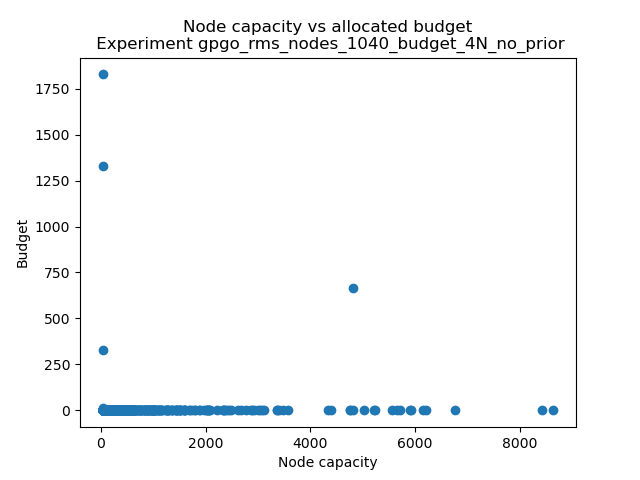 Node capacity vs allocated budget
Experiment gpgo_rms_nodes_1040_budget_4N_no_prior
1750
1500
1250
1000
750
500
250
0
Budget
0 2000 4000 6000 8000
Node capacity